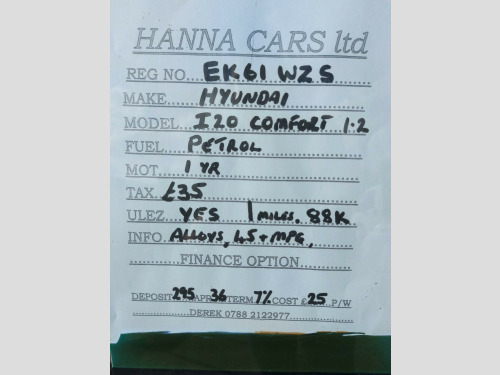 HANNA CARS ltd
REG NO... EK61 WZS
MAKE... HYUNDAI
MODEL... I20 COMFORT 1.2
FUEL... PETROL
MOT... 1 YR
TAX... £35
ULEZ... YES 1 MILES. 88K
INFO... ALLOYS, 45+MPG,
FINANCE OPTION
DEPOSIT 295 APR 36 TERM 7% COST £ 25 P/W
DEREK 0788 2122977